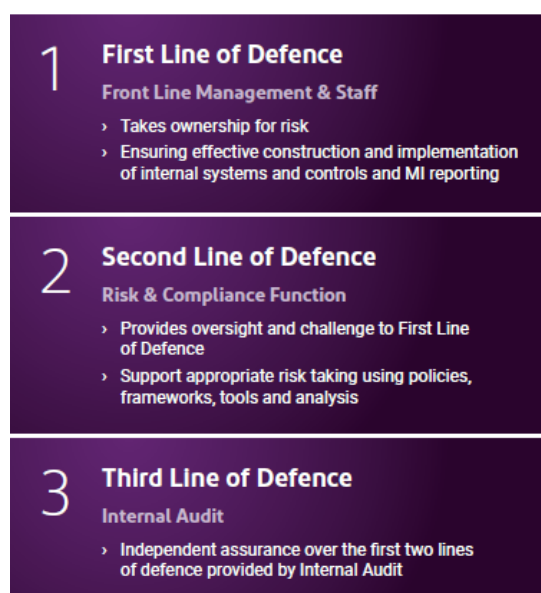 1
First Line of Defence
Front Line Management & Staff
› Takes ownership for risk
› Ensuring effective construction and implementation
of internal systems and controls and MI reporting
2
Second Line of Defence
Risk & Compliance Function
› Provides oversight and challenge to First Line
of Defence
› Support appropriate risk taking using policies,
frameworks, tools and analysis
3
Third Line of Defence
Internal Audit
› Independent assurance over the first two lines
of defence provided by Internal Audit